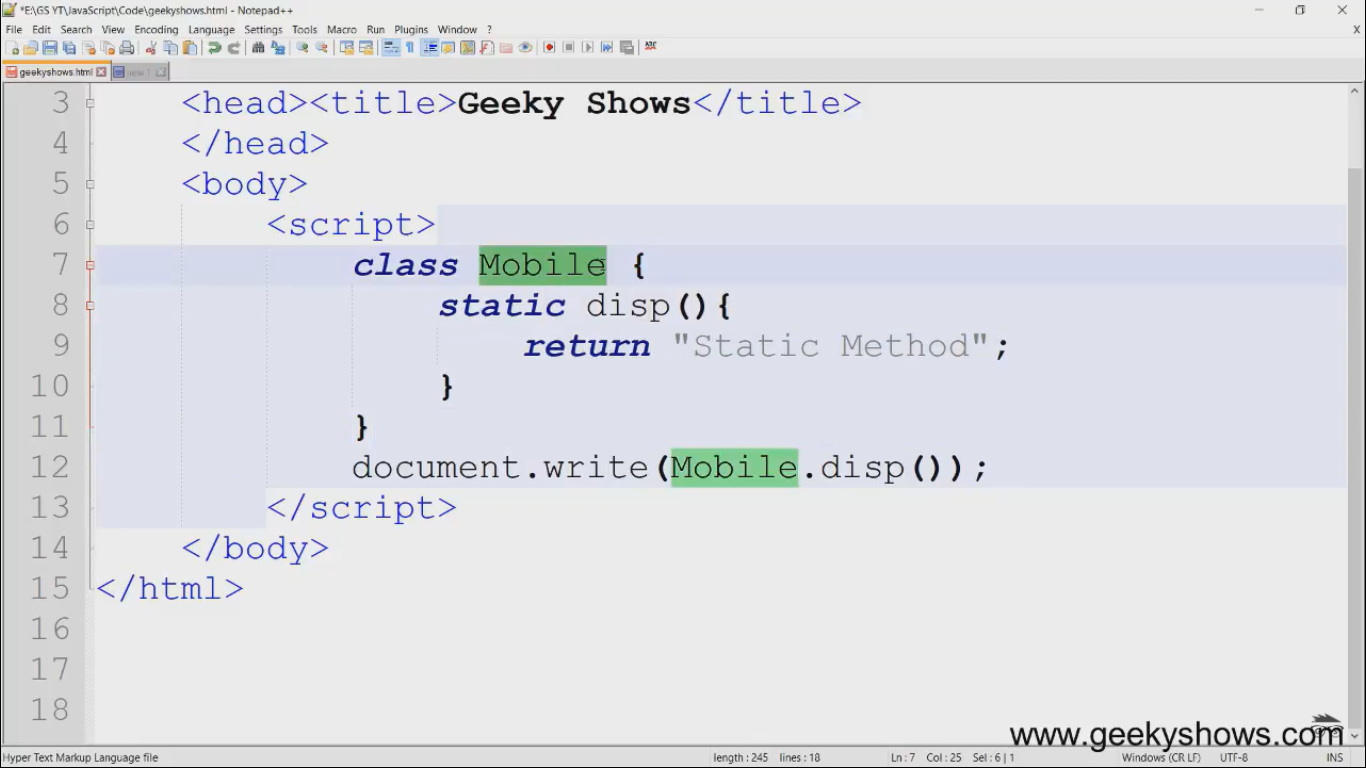 *E:\GS YT\JavaScript\Code\geekyshows.html - Notepad++
File Edit Search View Encoding Language Settings Tools Macro Run Plugins Window ? X
geekyshows.html new 1
3 <head><title>Geeky Shows</title>
4 </head>
5 <body>
6 <script>
7 class Mobile {
8 static disp(){
9 return "Static Method";
10 }
11 }
12 document.write(Mobile.disp());
13 </script>
14 </body>
15 </html>
16
17
18
www.geekyshows.com
Hyper Text Markup Language file length : 245 lines : 18 Ln : 7 Col : 25 Sel : 6 | 1 Windows (CR LF) UTF-8 INS